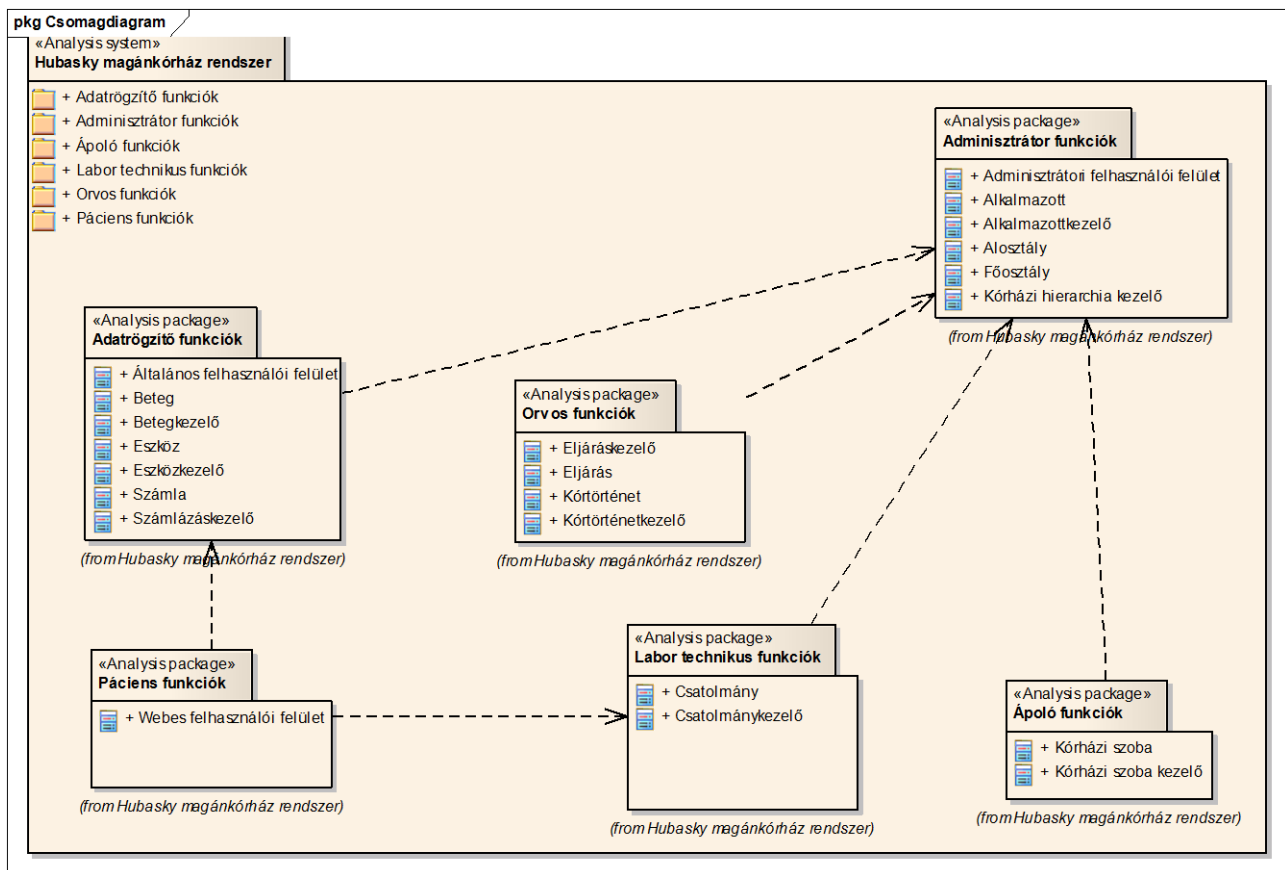 pkg Csomagdiagram
«Analysis system»
Hubasky magánkórház rendszer
+ Adatrögzítő funkciók
+ Adminisztrátor funkciók
+ Ápoló funkciók
+ Labor technikus funkciók
+ Orvos funkciók
+ Páciens funkciók
«Analysis package»
Adminisztrátor funkciók
+ Adminisztrátori felhasználói felület
+ Alkalmazott
+ Alkalmazottkezelő
+ Alosztály
+ Főosztály
+ Kórházi hierarchia kezelő
(from Hubasky magánkórház rendszer)
«Analysis package»
Adatrögzítő funkciók
+ Általános felhasználói felület
+ Beteg
+ Betegkezelő
+ Eszköz
+ Eszközkezelő
+ Számla
+ Számlázáskezelő
(from Hubasky magánkórház rendszer)
«Analysis package»
Orvos funkciók
+ Eljáráskezelő
+ Eljárás
+ Kórtörténet
+ Kórtörténetkezelő
(from Hubasky magánkórház rendszer)
«Analysis package»
Páciens funkciók
+ Webes felhasználói felület
(from Hubasky magánkórház rendszer)
«Analysis package»
Labor technikus funkciók
+ Csatolmány
+ Csatolmánykezelő
(from Hubasky magánkórház rendszer)
«Analysis package»
Ápoló funkciók
+ Kórházi szoba
+ Kórházi szoba kezelő
(from Hubasky magánkórház rendszer)